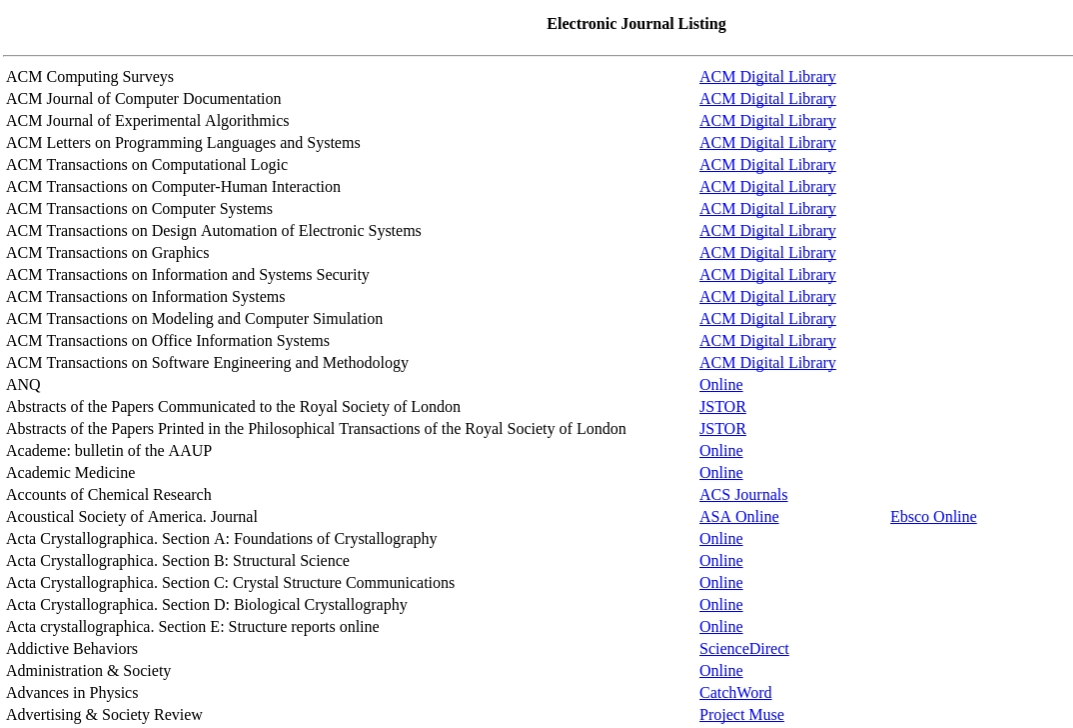 Electronic Journal Listing
ACM Computing Surveys ACM Digital Library
ACM Journal of Computer Documentation ACM Digital Library
ACM Journal of Experimental Algorithmics ACM Digital Library
ACM Letters on Programming Languages and Systems ACM Digital Library
ACM Transactions on Computational Logic ACM Digital Library
ACM Transactions on Computer-Human Interaction ACM Digital Library
ACM Transactions on Computer Systems ACM Digital Library
ACM Transactions on Design Automation of Electronic Systems ACM Digital Library
ACM Transactions on Graphics ACM Digital Library
ACM Transactions on Information and Systems Security ACM Digital Library
ACM Transactions on Information Systems ACM Digital Library
ACM Transactions on Modeling and Computer Simulation ACM Digital Library
ACM Transactions on Office Information Systems ACM Digital Library
ACM Transactions on Software Engineering and Methodology ACM Digital Library
ANQ Online
Abstracts of the Papers Communicated to the Royal Society of London JSTOR
Abstracts of the Papers Printed in the Philosophical Transactions of the Royal Society of London JSTOR
Academe: bulletin of the AAUP Online
Academic Medicine Online
Accounts of Chemical Research ACS Journals
Acoustical Society of America. Journal ASA Online Ebsco Online
Acta Crystallographica. Section A: Foundations of Crystallography Online
Acta Crystallographica. Section B: Structural Science Online
Acta Crystallographica. Section C: Crystal Structure Communications Online
Acta Crystallographica. Section D: Biological Crystallography Online
Acta crystallographica. Section E: Structure reports online Online
Addictive Behaviors ScienceDirect
Administration & Society Online
Advances in Physics CatchWord
Advertising & Society Review Project Muse